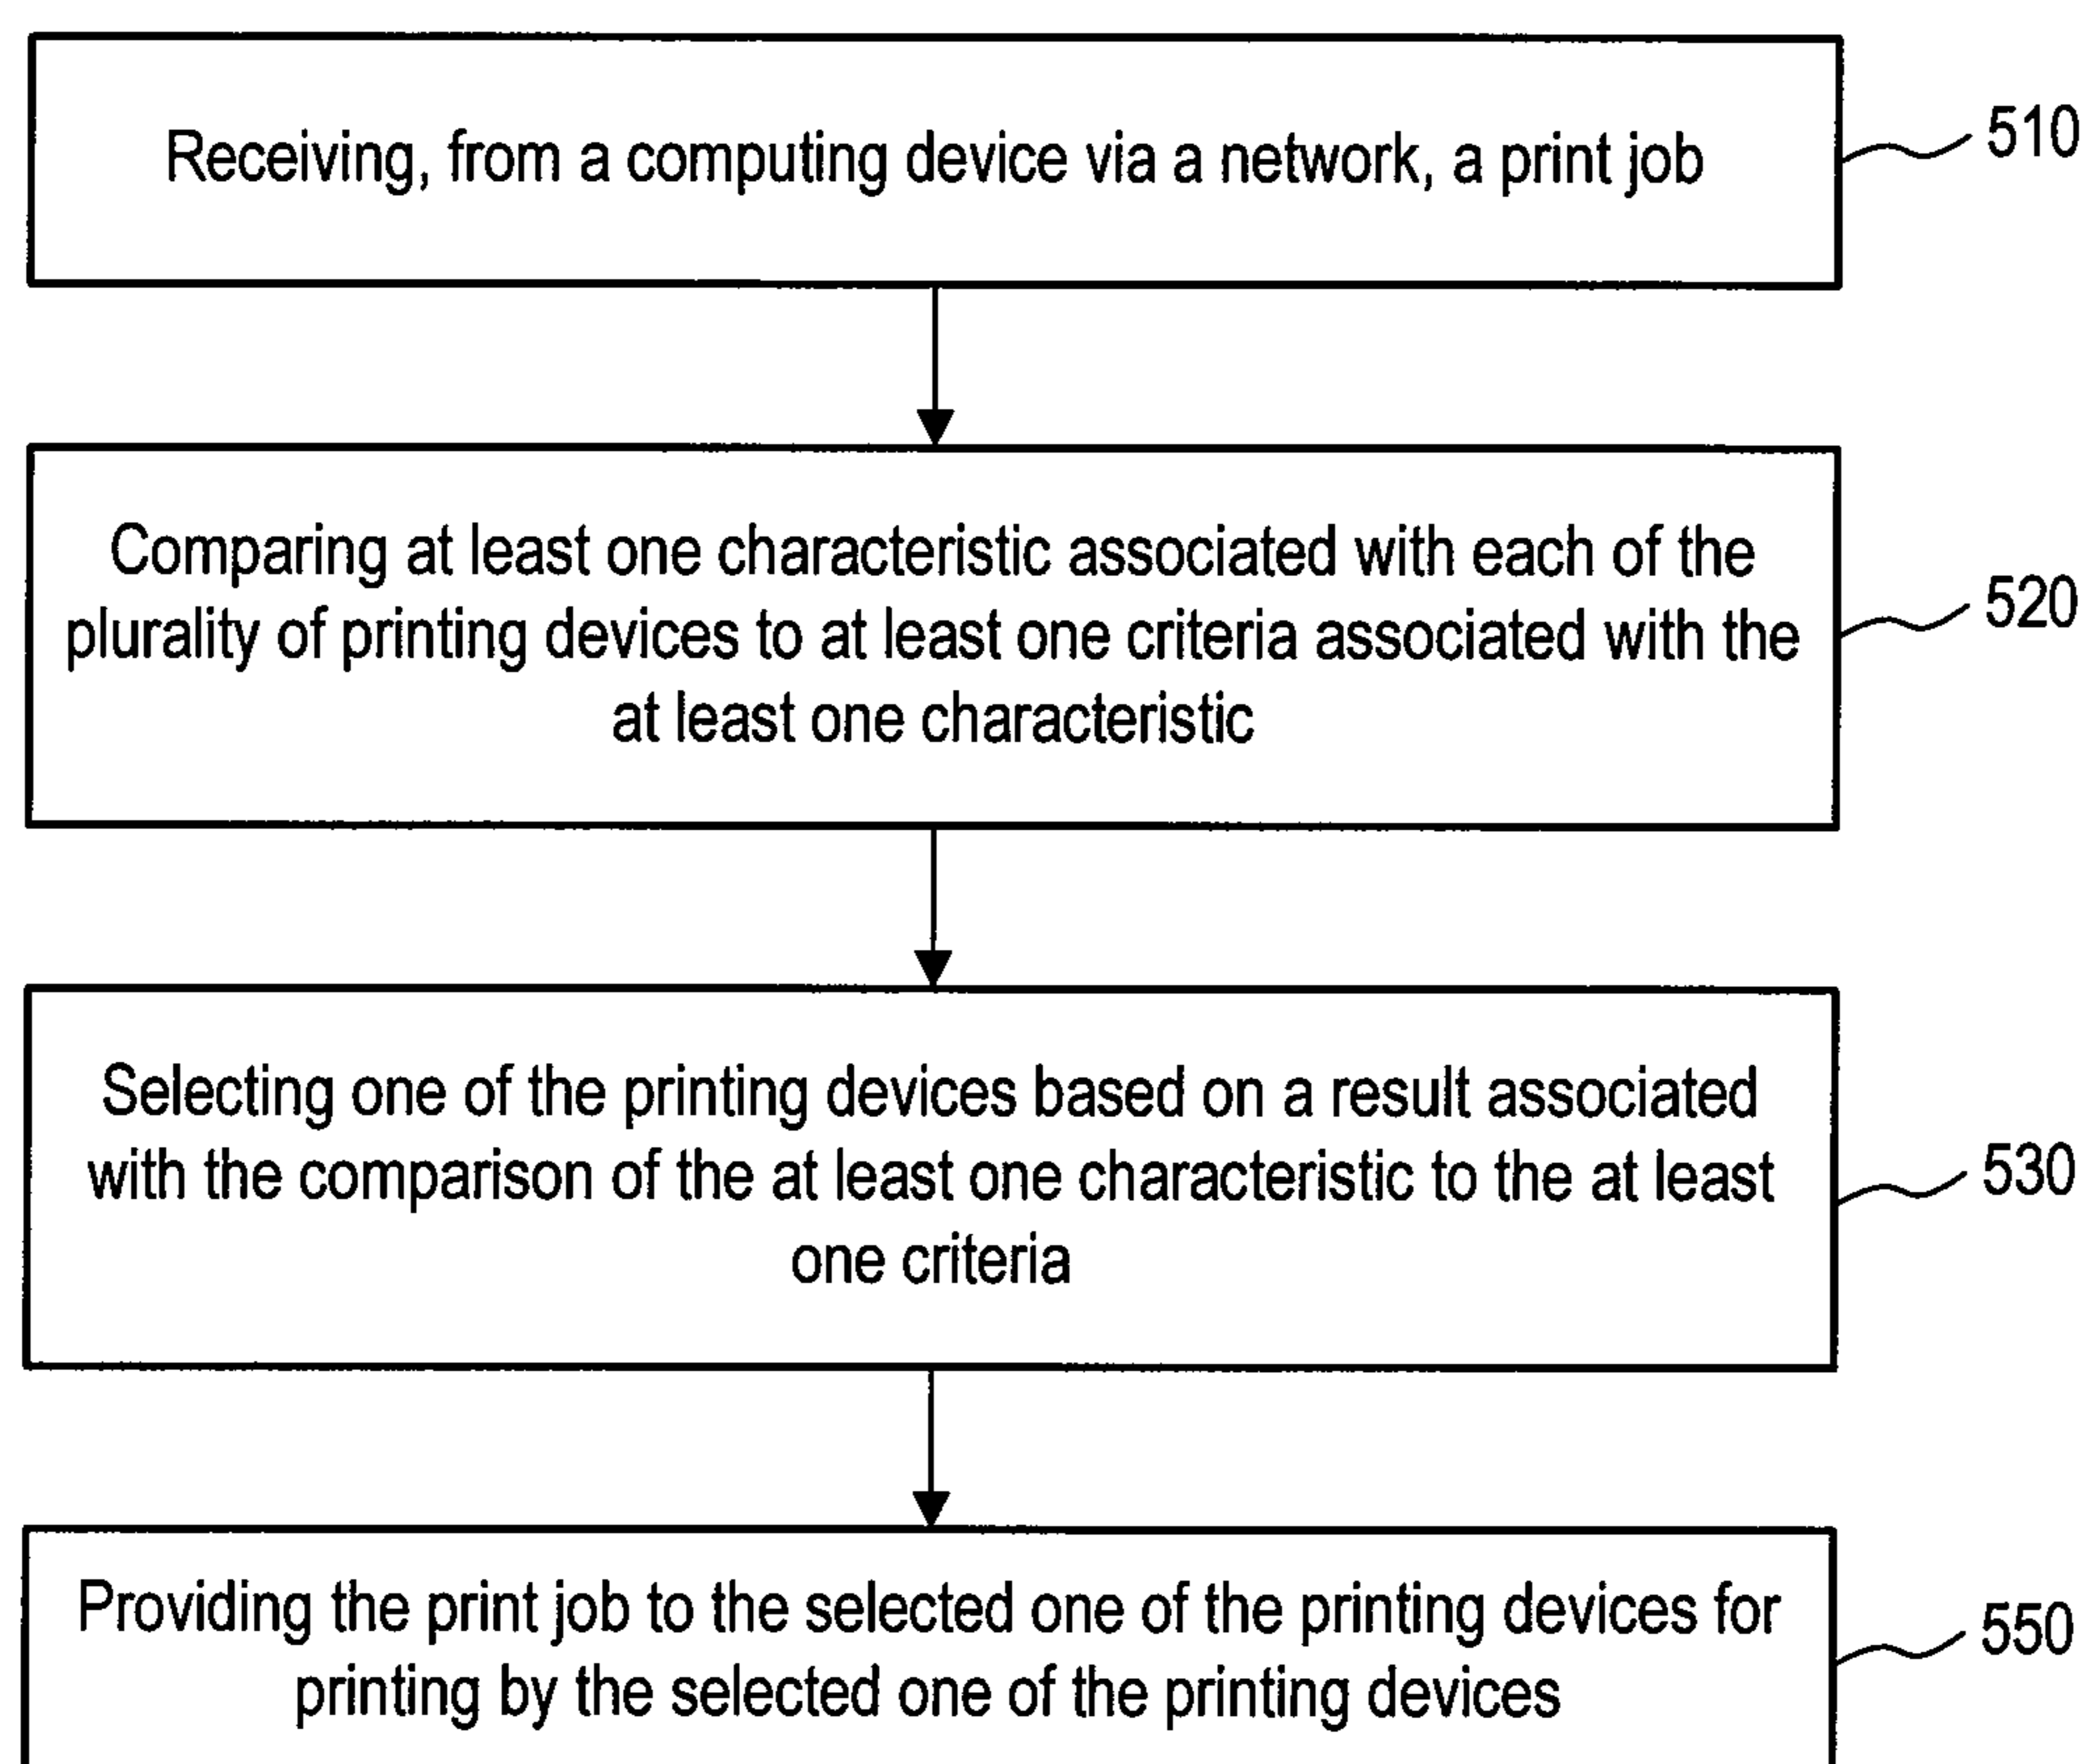 Receiving, from a computing device via a network, a print job
510
Comparing at least one characteristic associated with each of the
plurality of printing devices to at least one criteria associated with the
at least one characteristic
520
Selecting one of the printing devices based on a result associated
with the comparison of the at least one characteristic to the at least
one criteria
530
Providing the print job to the selected one of the printing devices for
printing by the selected one of the printing devices
550